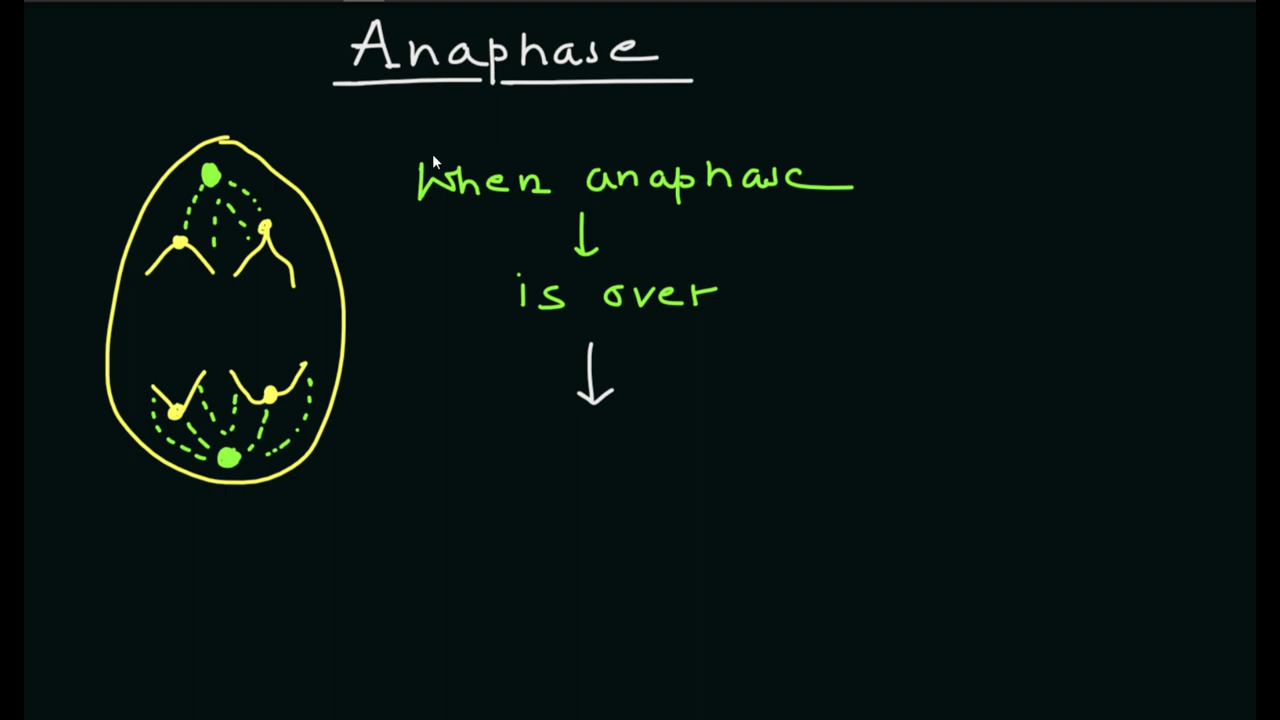 Anaphase
When anaphase
↓
is over
↓